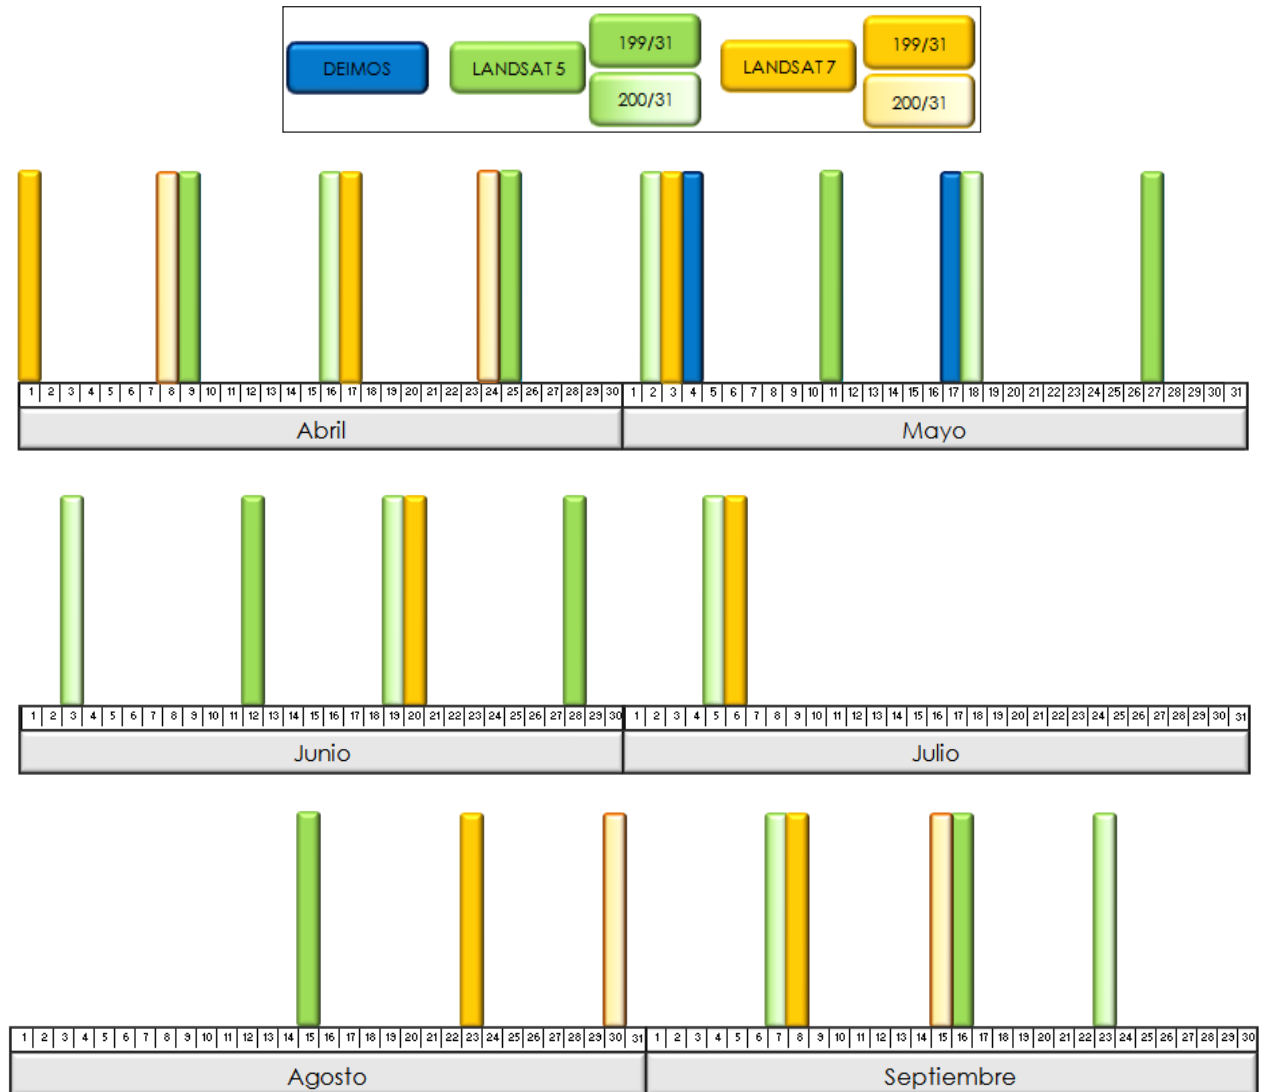 199/31
199/31
DEIMOS
LANDSAT 5
LANDSAT 7
200/31
200/31
1 2 3 4 5 6 7 8 9 10 11 12 13 14 15 16 17 18 19 20 21 22 23 24 25 26 27 28 29 30 1 2 3 4 5 6 7 8 9 10 11 12 13 14 15 16 17 18 19 20 21 22 23 24 25 26 27 28 29 30 31
Abril
Mayo
1 2 3 4 5 6 7 8 9 10 11 12 13 14 15 16 17 18 19 20 21 22 23 24 25 26 27 28 29 30 1 2 3 4 5 6 7 8 9 10 11 12 13 14 15 16 17 18 19 20 21 22 23 24 25 26 27 28 29 30 31
Junio
Julio
1 2 3 4 5 6 7 8 9 10 11 12 13 14 15 16 17 18 19 20 21 22 23 24 25 26 27 28 29 30 31 1 2 3 4 5 6 7 8 9 10 11 12 13 14 15 16 17 18 19 20 21 22 23 24 25 26 27 28 29 30
Agosto
Septiembre